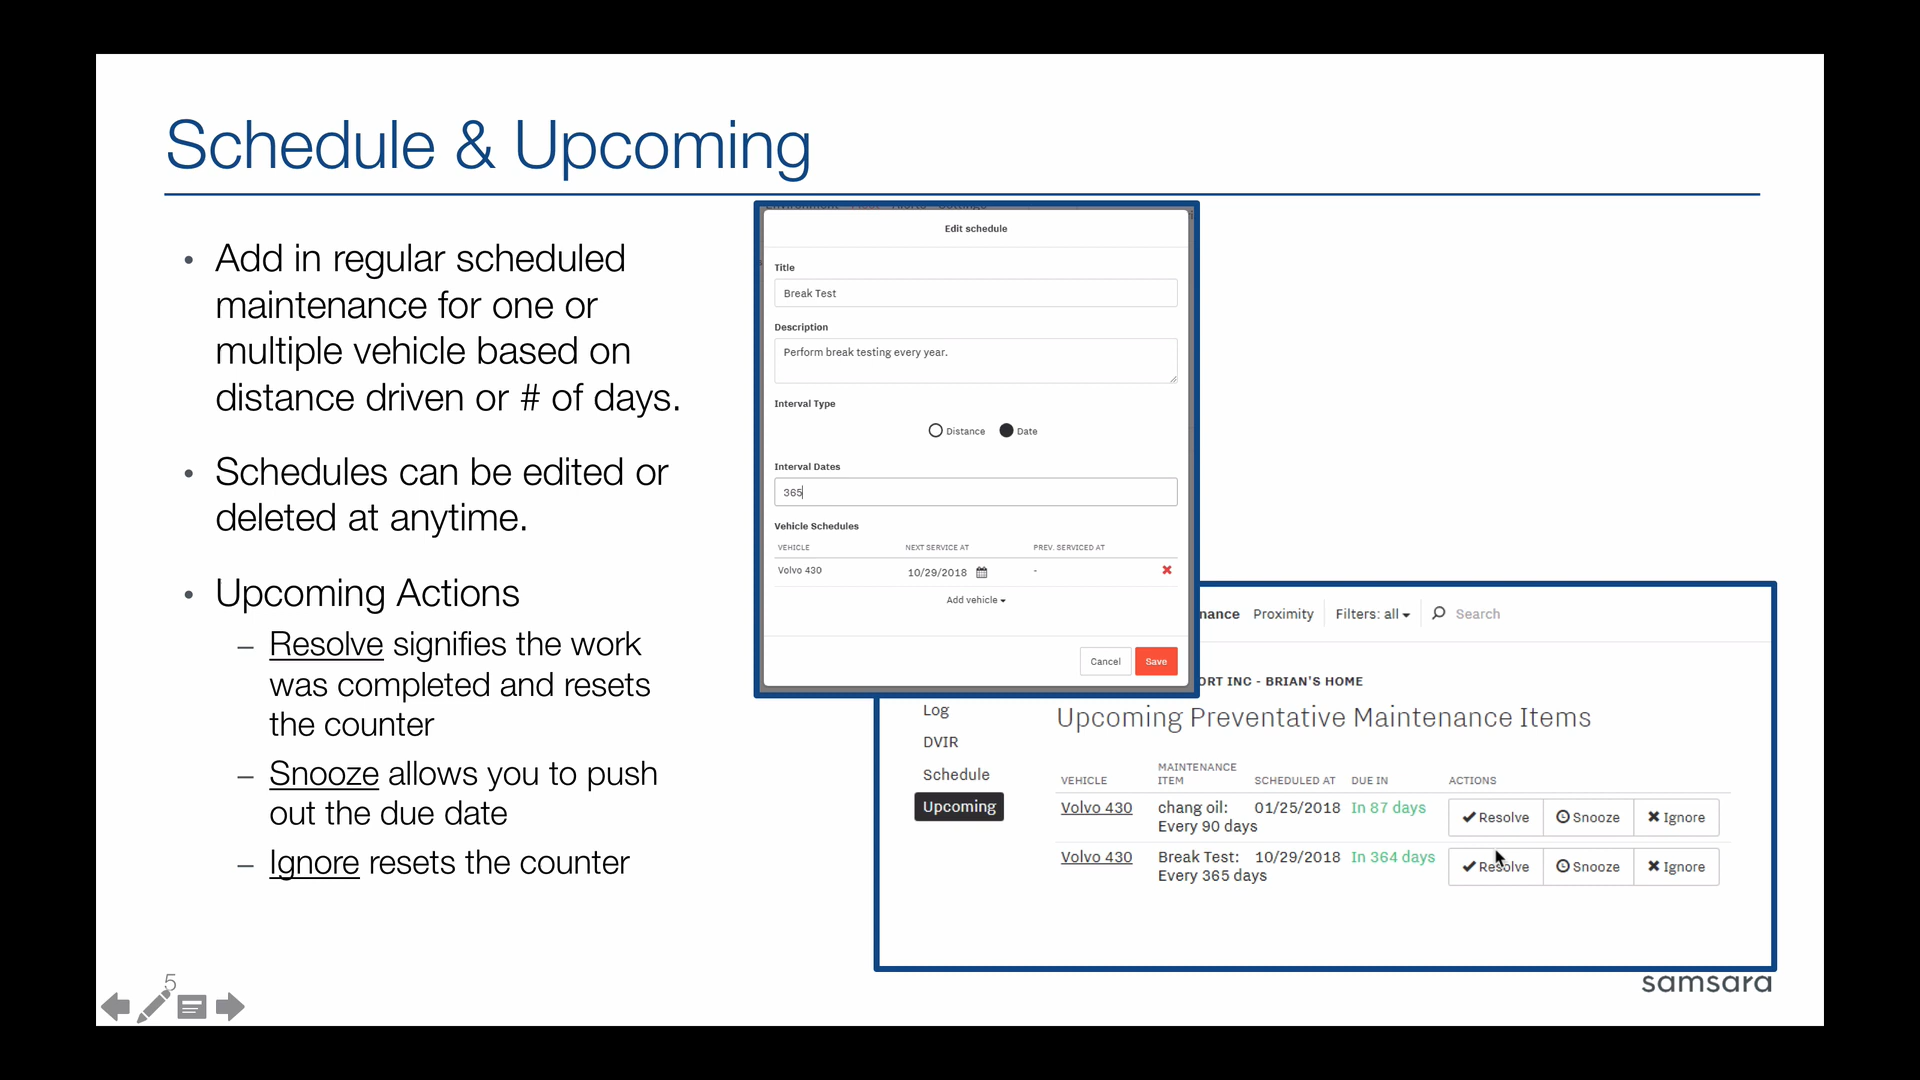 Schedule & Upcoming
• Add in regular scheduled
maintenance for one or
multiple vehicle based on
distance driven or # of days.
• Schedules can be edited or
deleted at anytime.
• Upcoming Actions
– Resolve signifies the work
was completed and resets
the counter
– Snooze allows you to push
out the due date
– Ignore resets the counter
5
Edit schedule
Title
Break Test
Description
Perform break testing every year.
Interval Type
Distance Date
Interval Dates
365
Vehicle Schedules
VEHICLE NEXT SERVICE AT PREV. SERVICED AT
Volvo 430 10/29/2018 -
Add vehicle
Cancel Save
nance Proximity Filters: all Search
ORT INC - BRIAN'S HOME
Log
DVIR
Schedule
Upcoming
Upcoming Preventative Maintenance Items
VEHICLE MAINTENANCE ITEM SCHEDULED AT DUE IN ACTIONS
Volvo 430 chang oil: 01/25/2018 In 87 days Resolve Snooze Ignore
Every 90 days
Volvo 430 Break Test: 10/29/2018 In 364 days Resolve Snooze Ignore
Every 365 days
samsara